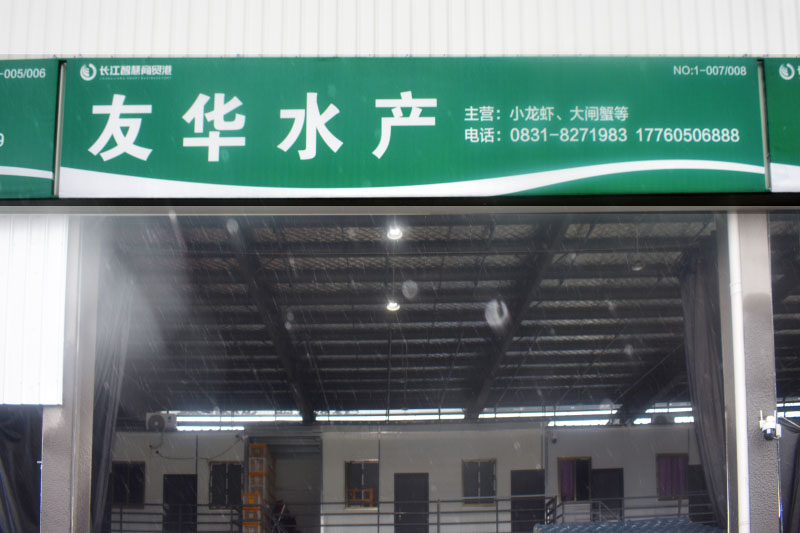 -005/006
长江智慧商贸港
NO:1-007/008
友华水产
主营：小龙虾、大闸蟹等
电话：0831-8271983 17760506888
9